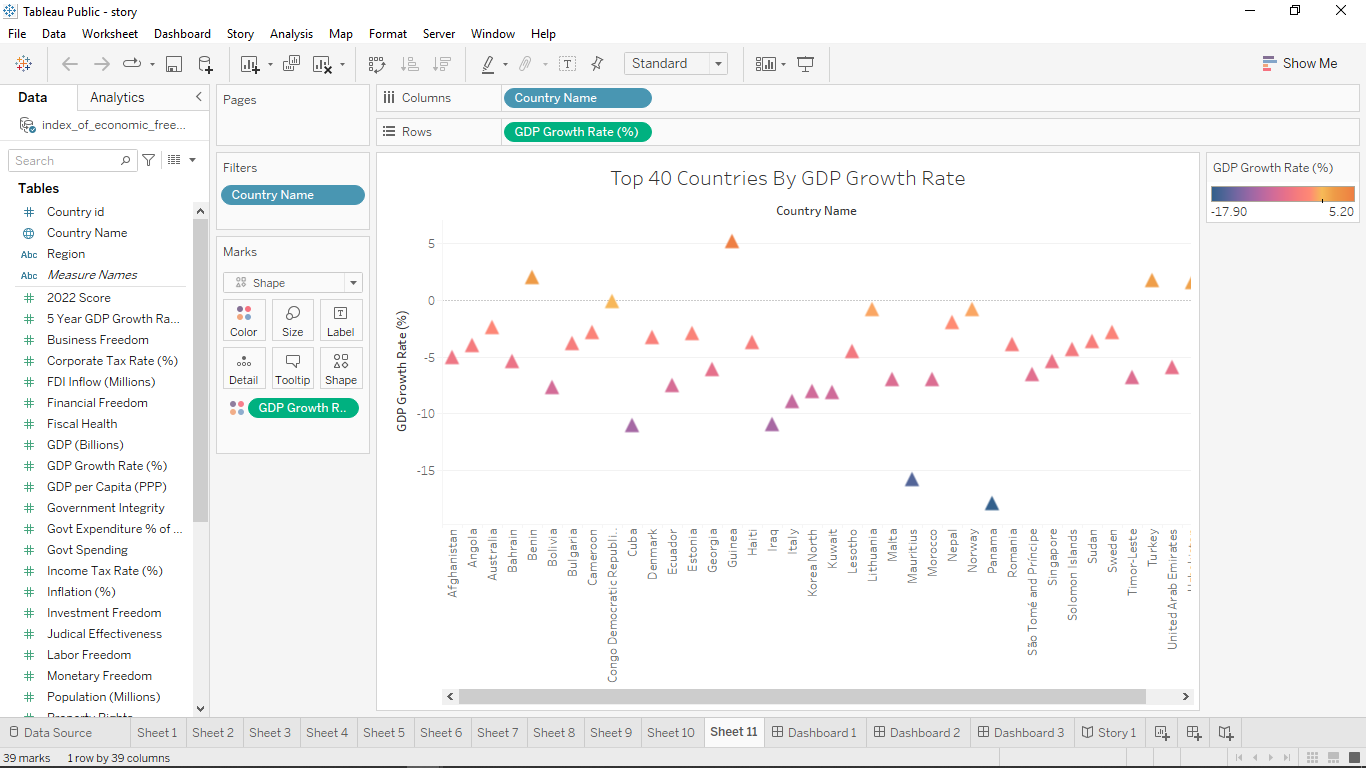 Tableau Public - story
File Data Worksheet Dashboard Story Analysis Map Format Server Window Help
Standard
Show Me
Data Analytics
index_of_economic_free...
Search
Tables
Country id
Country Name
Abc Region
Abc Measure Names
2022 Score
5 Year GDP Growth Ra...
Business Freedom
Corporate Tax Rate (%)
FDI Inflow (Millions)
Financial Freedom
Fiscal Health
GDP (Billions)
GDP Growth Rate (%)
GDP per Capita (PPP)
Government Integrity
Govt Expenditure % of ...
Govt Spending
Income Tax Rate (%)
Inflation (%)
Investment Freedom
Judical Effectiveness
Labor Freedom
Monetary Freedom
Population (Millions)
Property Rights
Pages
Filters
Country Name
Marks
Shape
Color Size Label
Detail Tooltip Shape
GDP Growth R..
Columns Country Name
Rows GDP Growth Rate (%)
Top 40 Countries By GDP Growth Rate
Country Name
GDP Growth Rate (%)
5
0
-5
-10
-15
Afghanistan
Angola
Australia
Bahrain
Benin
Bolivia
Bulgaria
Cameroon
Congo Democratic Republi..
Cuba
Denmark
Ecuador
Estonia
Georgia
Guinea
Haiti
Iraq
Italy
Korea North
Kuwait
Lesotho
Lithuania
Malta
Mauritius
Morocco
Nepal
Norway
Panama
Romania
São Tomé and Príncipe
Singapore
Solomon Islands
Sudan
Sweden
Timor-Leste
Turkey
United Arab Emirates
GDP Growth Rate (%)
-17.90 5.20
Data Source Sheet 1 Sheet 2 Sheet 3 Sheet 4 Sheet 5 Sheet 6 Sheet 7 Sheet 8 Sheet 9 Sheet 10 Sheet 11 Dashboard 1 Dashboard 2 Dashboard 3 Story 1
39 marks 1 row by 39 columns